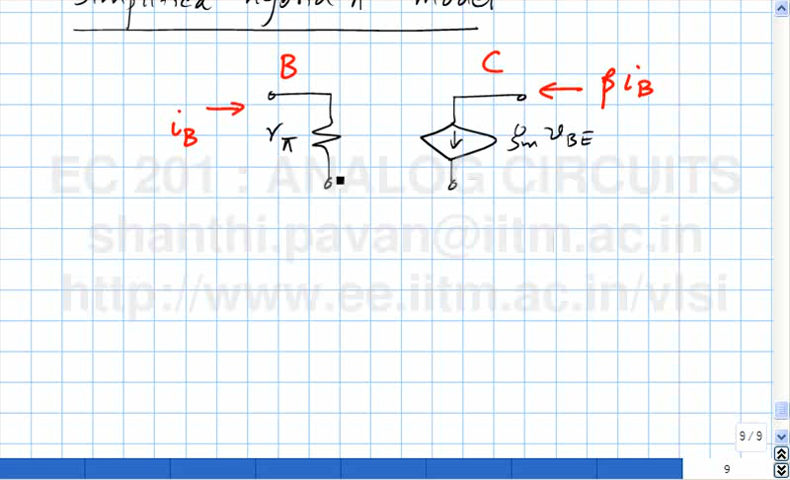 Simplified hybrid π model
B
C
iB
rπ
gm vBE
β iB
EC 201 : ANALOG CIRCUITS
shanthi.pavan@iitm.ac.in
http://www.ee.iitm.ac.in/vlsi
9/9
9